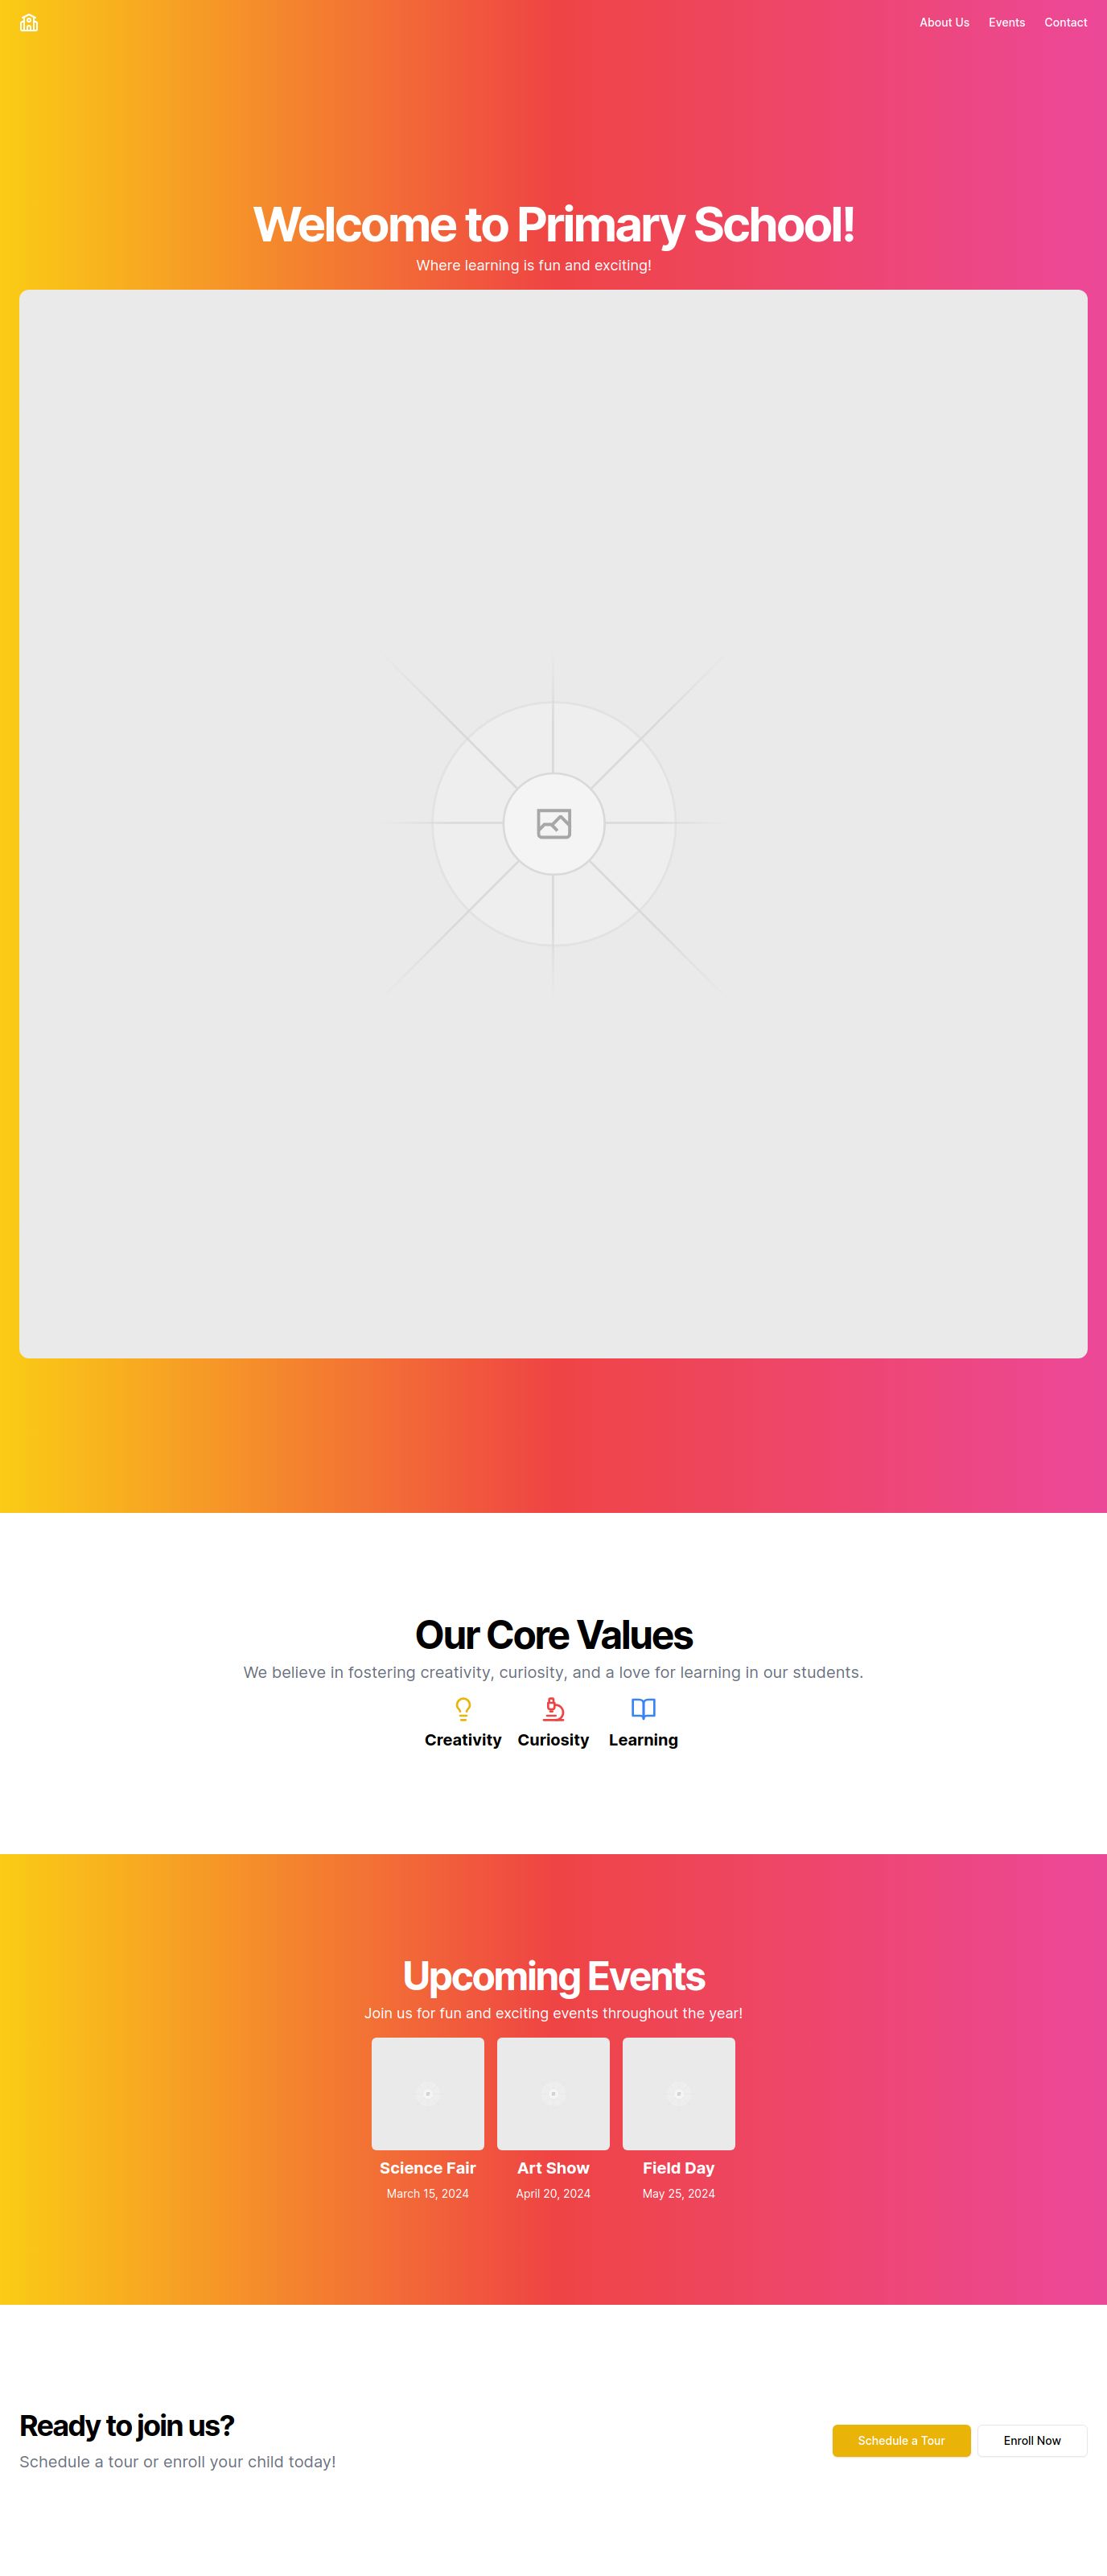 About Us Events Contact
Welcome to Primary School!
Where learning is fun and exciting!
Our Core Values
We believe in fostering creativity, curiosity, and a love for learning in our students.
Creativity Curiosity Learning
Upcoming Events
Join us for fun and exciting events throughout the year!
Science Fair Art Show Field Day
March 15, 2024 April 20, 2024 May 25, 2024
Ready to join us?
Schedule a tour or enroll your child today!
Schedule a Tour Enroll Now